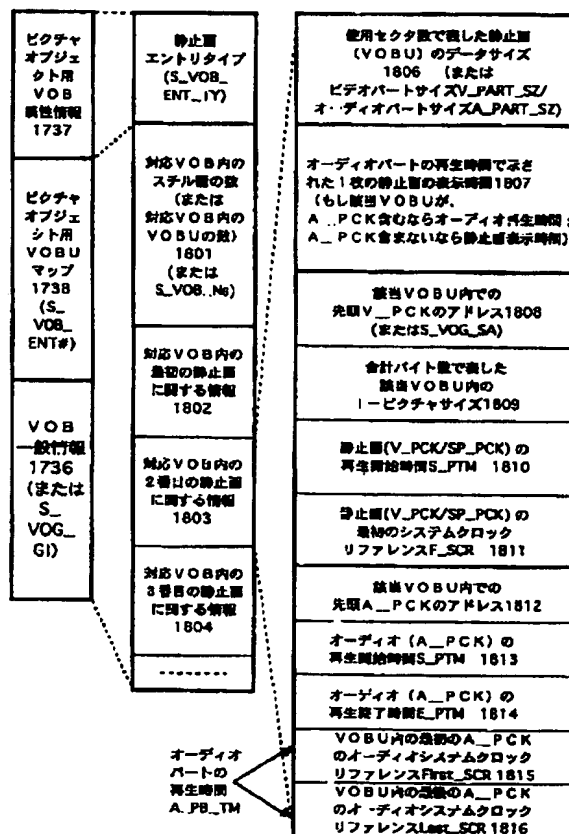 ピクチャ
オブジェ
クト用
VOB
属性情報
1737
ピクチャ
オブジェ
クト用
VOBU
マップ
1738
(S_
VOB_
ENT#)
VOB
一般情報
1736
(または
S_
VOG_
GI)
静止画
エントリタイプ
(S_VOB_
ENT_TY)
対応VOB内の
スチル画の数
(または
対応VOB内の
VOBUの数)
1801
(または
S_VOB_Ns)
対応VOB内の
最初の静止画
に関する情報
1802
対応VOB内の
2番目の静止画
に関する情報
1803
対応VOB内の
3番目の静止画
に関する情報
1804
使用セクタ数で表した静止画
(VOBU)のデータサイズ
1806 (または
ビデオパートサイズV_PART_SZ/
オーディオパートサイズA_PART_SZ)
オーディオパートの再生時間で示さ
れた1枚の静止画の表示時間1807
(もし該当VOBUが、
A_PCK含むならオーディオ再生時間;
A_PCK含まないなら静止画表示時間)
該当VOBU内での
先頭V_PCKのアドレス1808
(またはS_VOG_SA)
合計バイト数で表した
該当VOBU内の
I-ピクチャサイズ1809
静止画(V_PCK/SP_PCK)の
再生開始時間S_PTM 1810
静止画(V_PCK/SP_PCK)の
最初のシステムクロック
リファレンスF_SCR 1811
該当VOBU内での
先頭A_PCKのアドレス1812
オーディオ(A_PCK)の
再生開始時間S_PTM 1813
オーディオ(A_PCK)の
再生終了時間E_PTM 1814
VOBU内の最初のA_PCK
のオーディオシステムクロック
リファレンスFirst_SCR 1815
VOBU内の最後のA_PCK
のオーディオシステムクロック
リファレンスLast_SCR 1816
オーディオ
パートの
再生時間
A_PB_TM